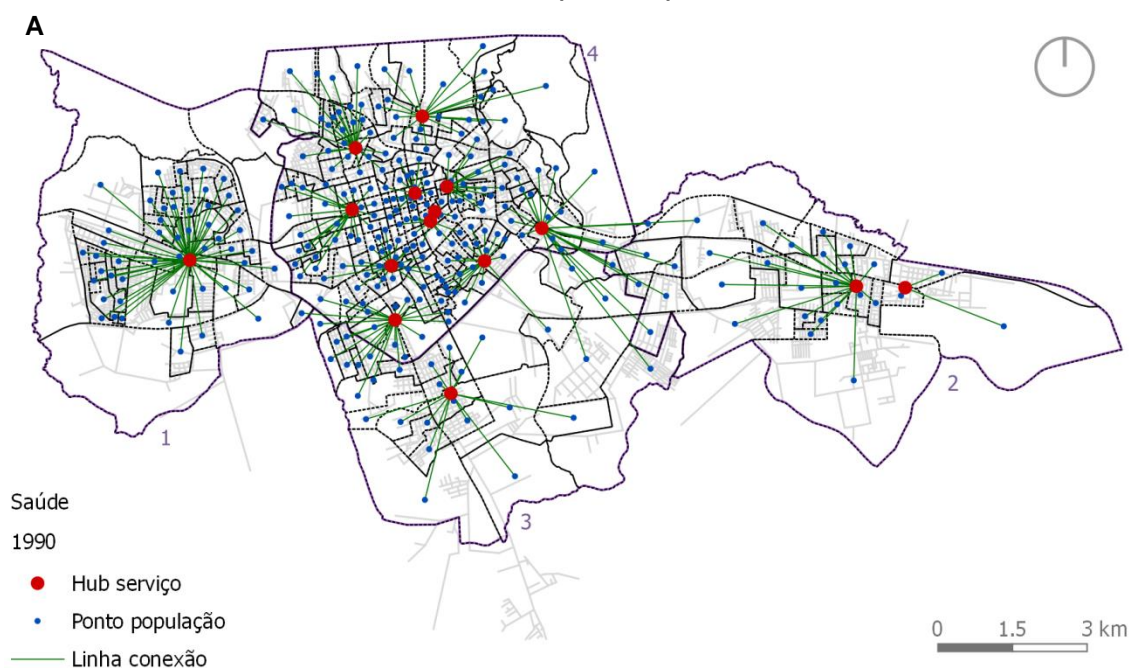 A
4
1
2
3
Saúde
1990
Hub serviço
Ponto população
Linha conexão
0 1.5 3 km